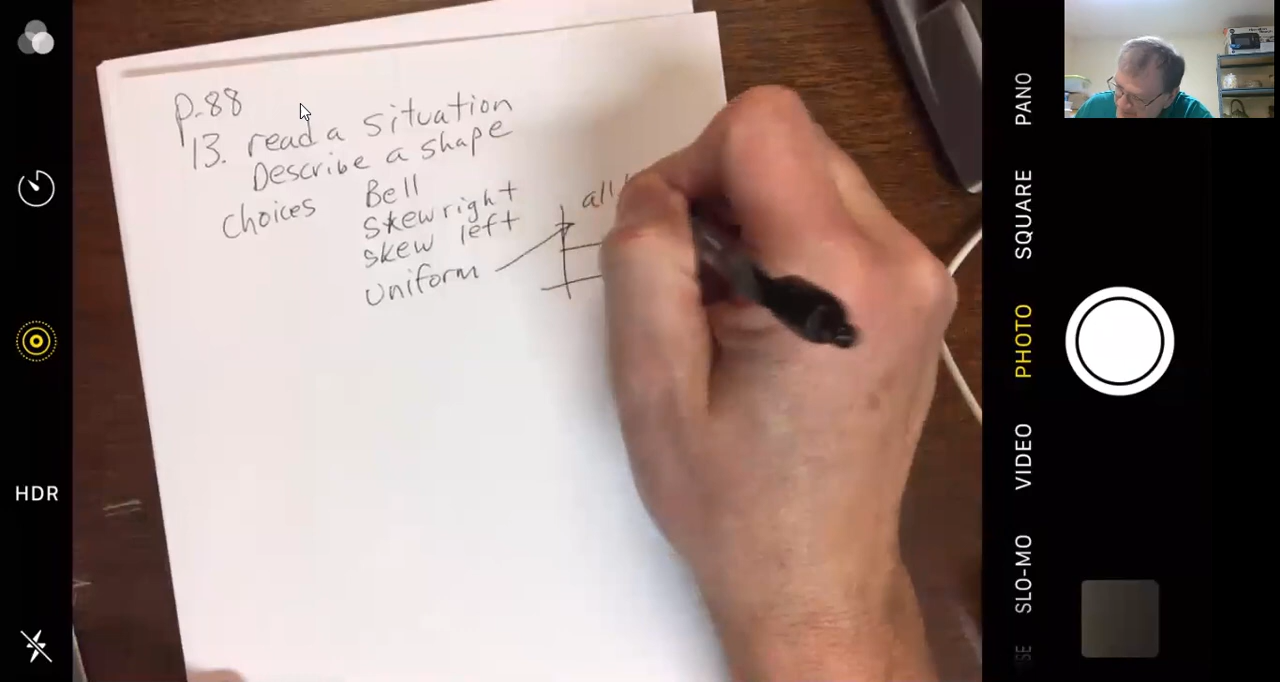 p.88
13. read a situation
Describe a shape
choices Bell
skew right
skew left
uniform
all
HDR
PANO
SQUARE
PHOTO
VIDEO
SLO-MO